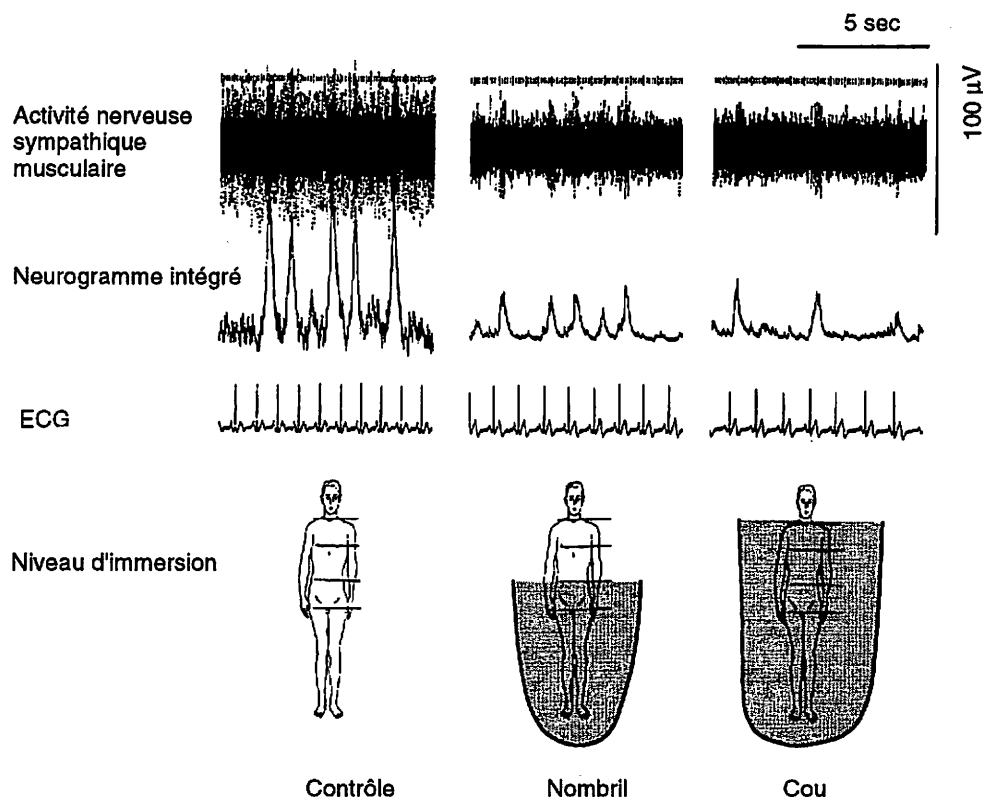 5 sec
100 µV
Activité nerveuse
sympathique
musculaire
Neurogramme intégré
ECG
Niveau d'immersion
Contrôle
Nombril
Cou